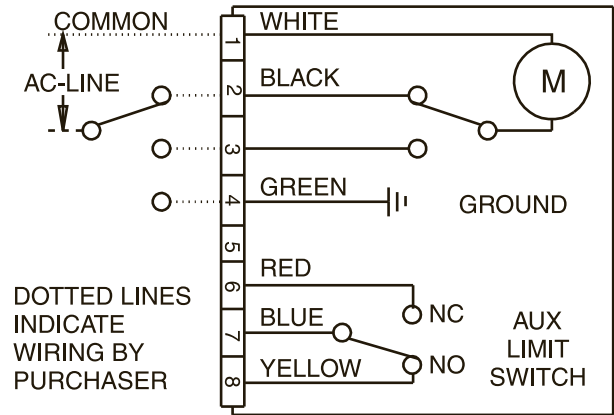 COMMON
WHITE
1
AC-LINE
M
BLACK
2
3
GREEN
4
GROUND
5
RED
6
NC
DOTTED LINES
INDICATE
WIRING BY
PURCHASER
BLUE
7
AUX
LIMIT
SWITCH
YELLOW
NO
8